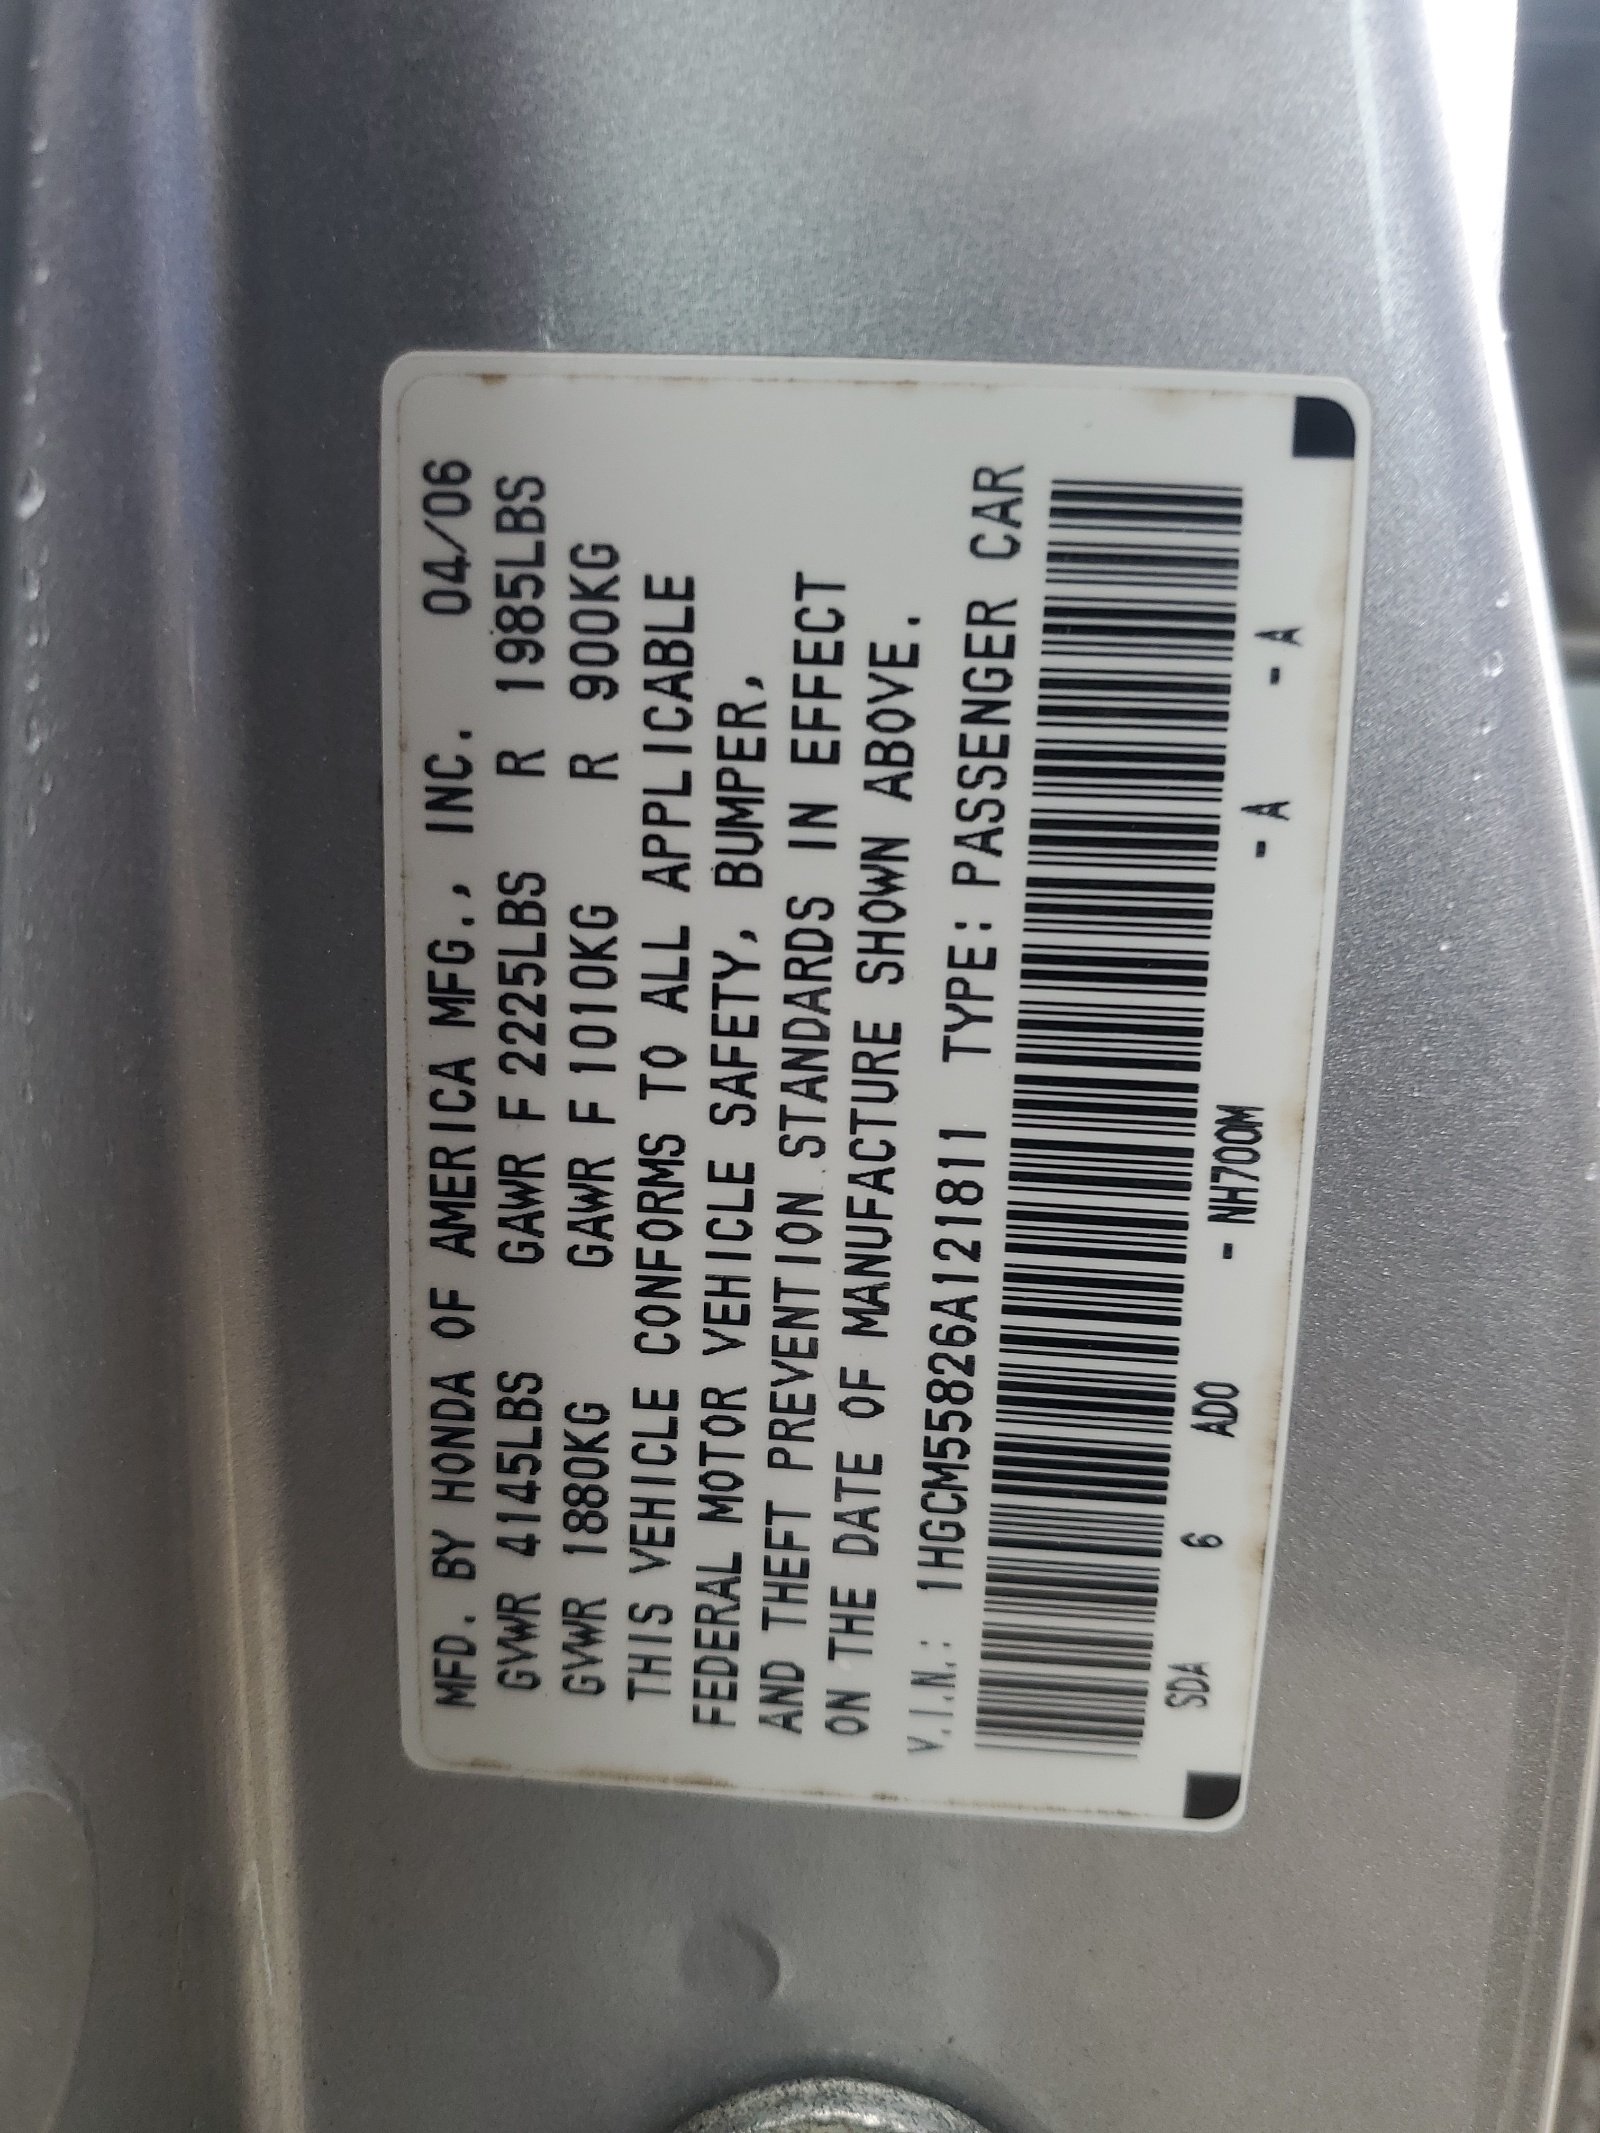 MFD. BY HONDA OF AMERICA MFG., INC. 04/06
GVWR 4145LBS GAWR F 2225LBS R 1985LBS
GVWR 1880KG GAWR F 1010KG R 900KG
THIS VEHICLE CONFORMS TO ALL APPLICABLE
FEDERAL MOTOR VEHICLE SAFETY, BUMPER,
AND THEFT PREVENTION STANDARDS IN EFFECT
ON THE DATE OF MANUFACTURE SHOWN ABOVE.
V.I.N.: 1HGCM55826A121811 TYPE: PASSENGER CAR
SDA 6 ADO - NH700M - A - A